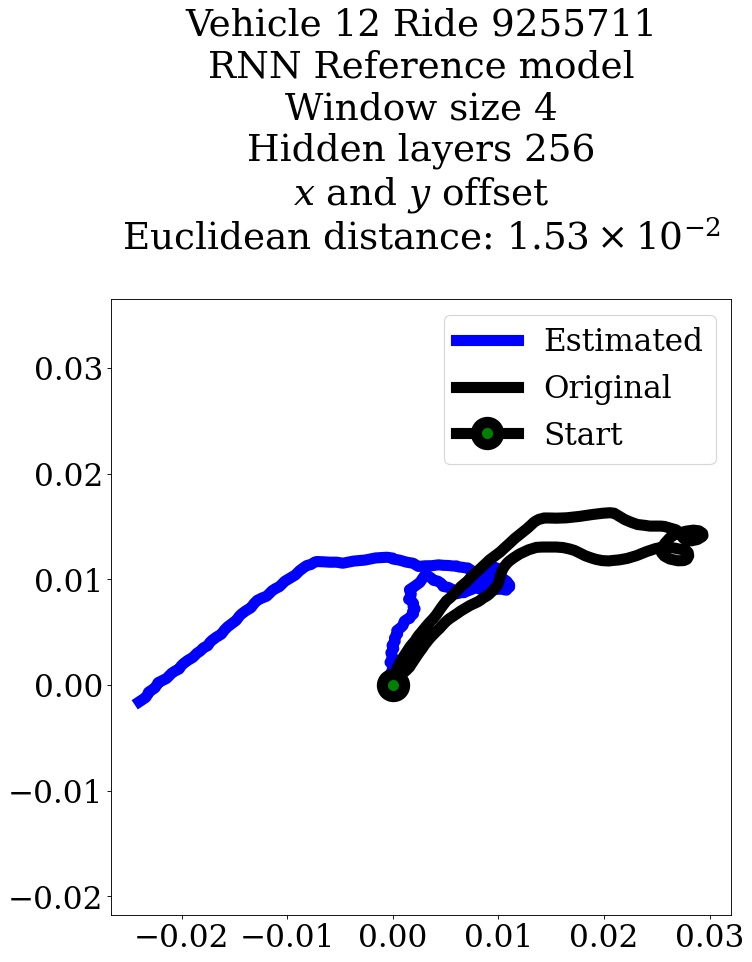 Vehicle 12 Ride 9255711
RNN Reference model
Window size 4
Hidden layers 256
x and y offset
Euclidean distance: 1.53 × 10⁻²
Estimated
Original
Start
0.03
0.02
0.01
0.00
−0.01
−0.02
−0.02 −0.01 0.00 0.01 0.02 0.03